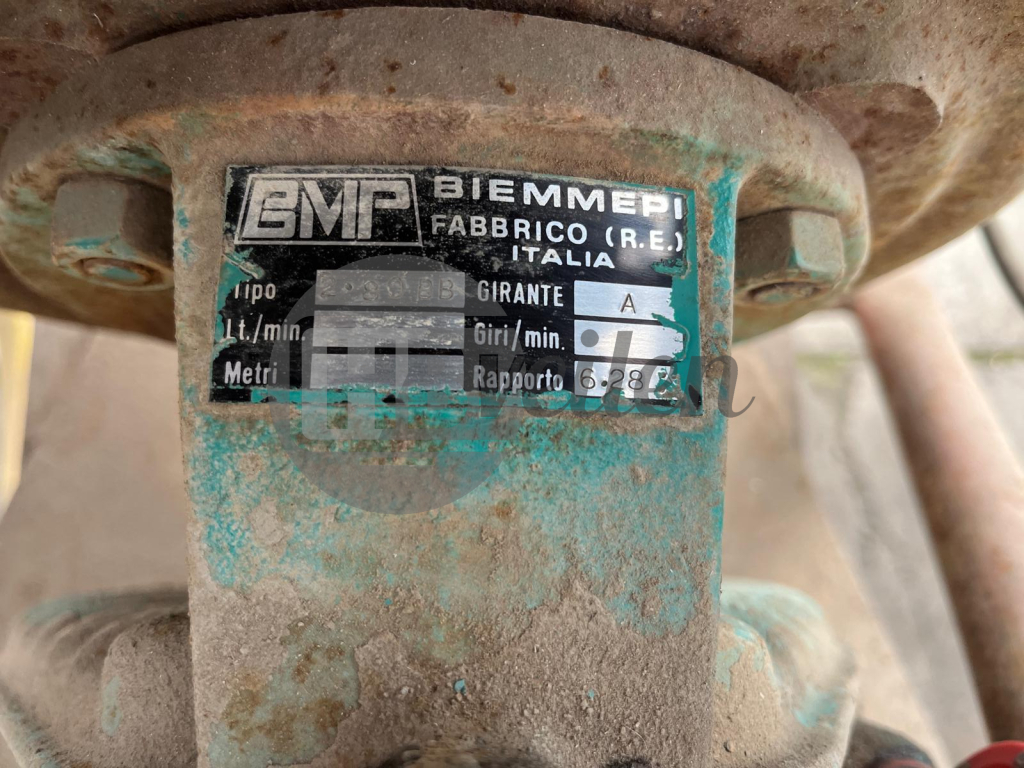 BMP BIEMMEPI
FABBRICO (R.E.)
ITALIA
Tipo GIRANTE A
Lt./min. Giri/min.
Metri Rapporto 6.28